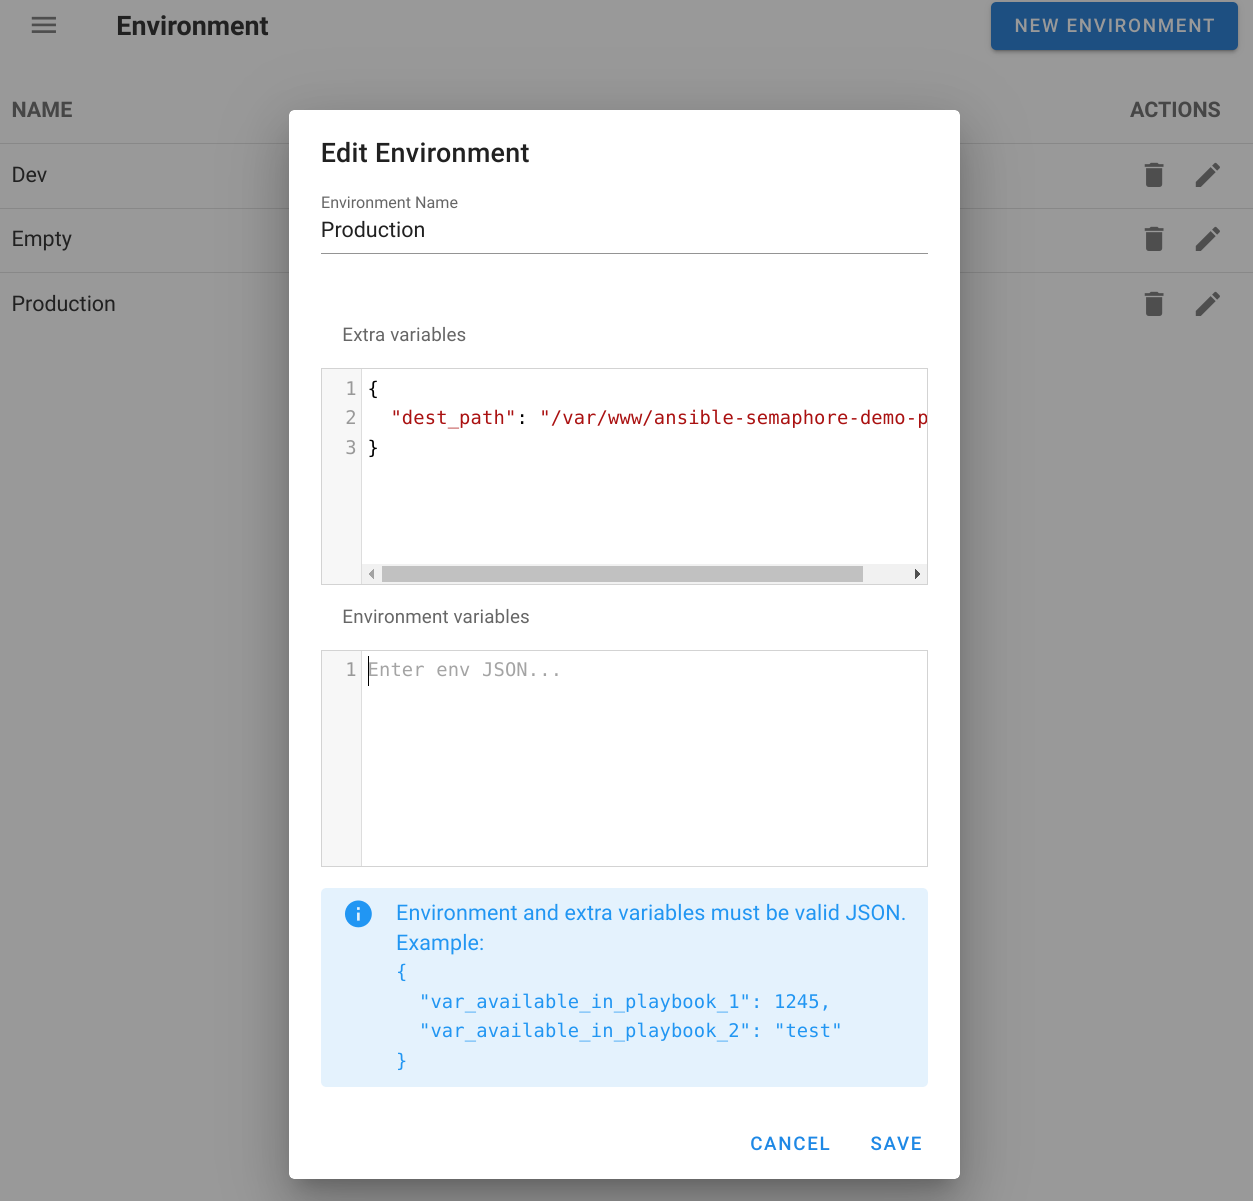 Environment
NEW ENVIRONMENT
NAME
ACTIONS
Dev
Empty
Production
Edit Environment
Environment Name
Production
Extra variables
1 {
2   "dest_path": "/var/www/ansible-semaphore-demo-p
3 }
Environment variables
1 Enter env JSON...
Environment and extra variables must be valid JSON.
Example:
{
  "var_available_in_playbook_1": 1245,
  "var_available_in_playbook_2": "test"
}
CANCEL
SAVE